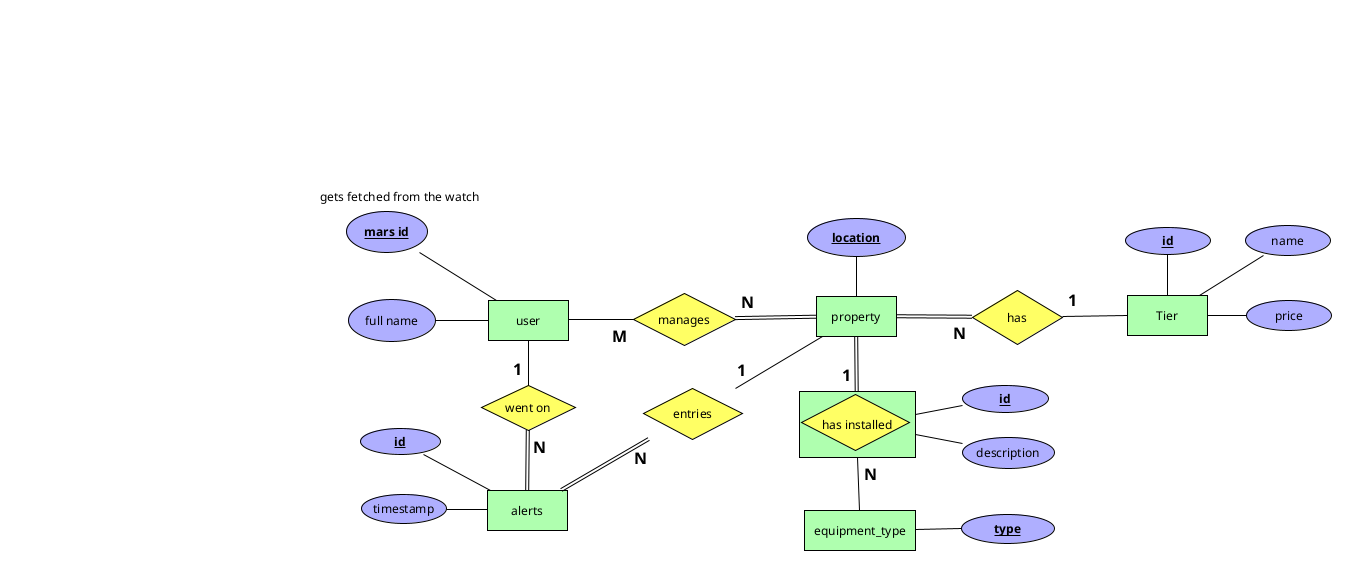 gets fetched from the watch
mars id
location
id
name
full name
user
M
manages
N
property
N
has
1
Tier
price
1
went on
N
1
entries
N
1
has installed
id
description
N
id
timestamp
alerts
equipment_type
type